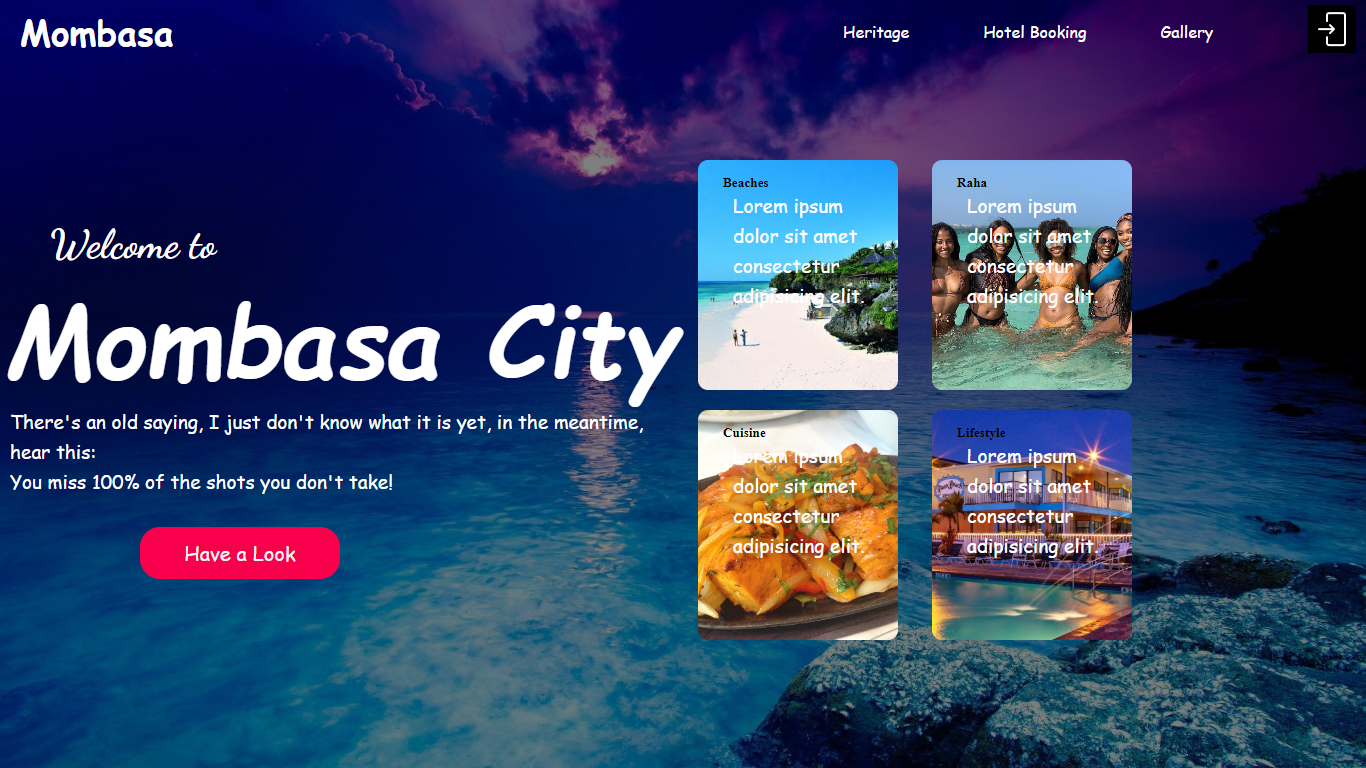 Mombasa
Heritage
Hotel Booking
Gallery
Welcome to
Mombasa City
There's an old saying, I just don't know what it is yet, in the meantime,
hear this:
You miss 100% of the shots you don't take!
Have a Look
Beaches
Lorem ipsum
dolor sit amet
consectetur
adipisicing elit.
Raha
Lorem ipsum
dolor sit amet
consectetur
adipisicing elit.
Cuisine
Lorem ipsum
dolor sit amet
consectetur
adipisicing elit.
Lifestyle
Lorem ipsum
dolor sit amet
consectetur
adipisicing elit.